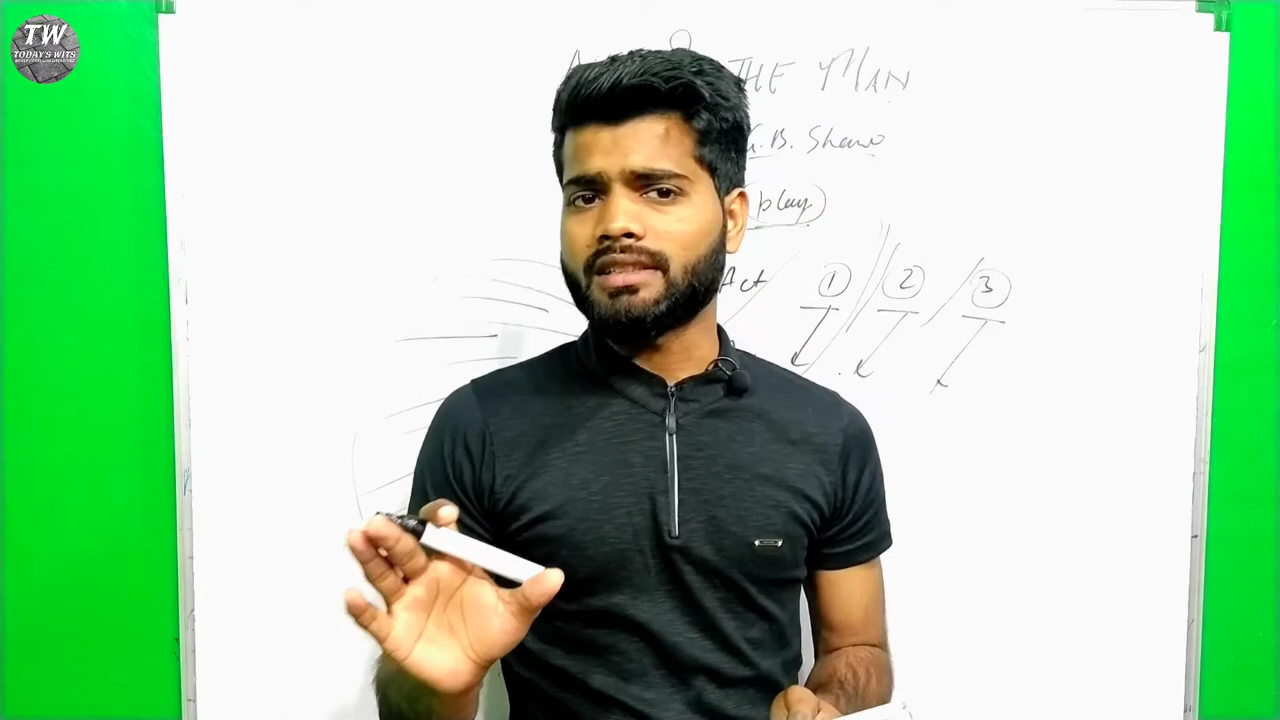 TW
TODAY'S WITS
THE MAN
G. B. Shaw
play
Act 1 2 3